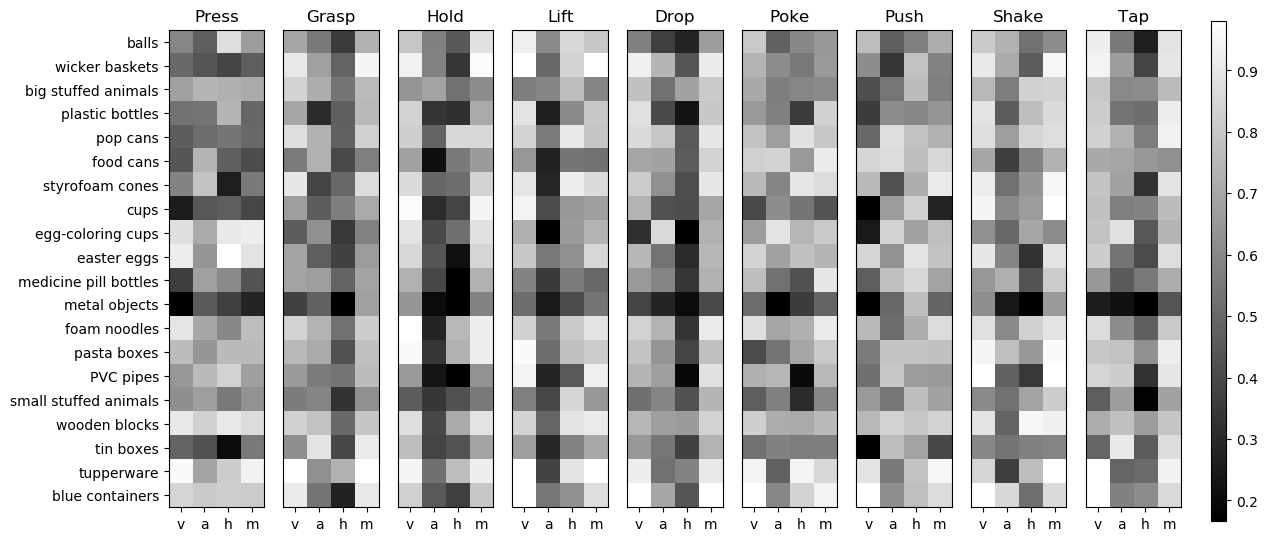 Press Grasp Hold Lift Drop Poke Push Shake Tap
balls
wicker baskets
big stuffed animals
plastic bottles
pop cans
food cans
styrofoam cones
cups
egg-coloring cups
easter eggs
medicine pill bottles
metal objects
foam noodles
pasta boxes
PVC pipes
small stuffed animals
wooden blocks
tin boxes
tupperware
blue containers
v a h m v a h m v a h m v a h m v a h m v a h m v a h m v a h m v a h m
0.9
0.8
0.7
0.6
0.5
0.4
0.3
0.2